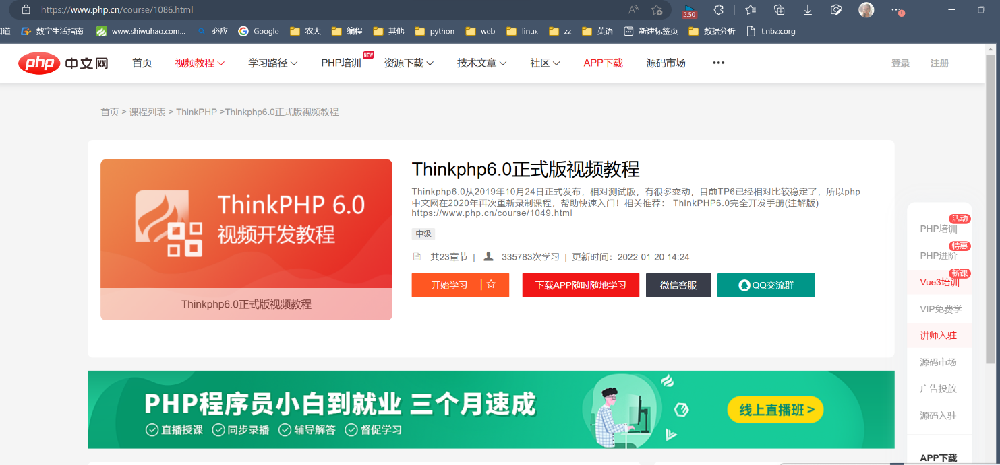 https://www.php.cn/course/1086.html
2.50
数字生活指南 www.shiwuhao.com... 必应 Google 农大 编程 其他 python web linux zz 英语 新建标签页 数据分析 t.nbzx.org
php 中文网 首页 视频教程 学习路径 PHP培训 NEW 资源下载 技术文章 社区 APP下载 源码市场 ••• 登录 注册
首页 > 课程列表 > ThinkPHP >Thinkphp6.0正式版视频教程
ThinkPHP 6.0
视频开发教程
Thinkphp6.0正式版视频教程
Thinkphp6.0正式版视频教程
Thinkphp6.0从2019年10月24日正式发布，相对测试版，有很多变动，目前TP6已经相对比较稳定了，所以php
中文网在2020年再次重新录制课程，帮助快速入门！相关推荐： ThinkPHP6.0完全开发手册(注解版)
https://www.php.cn/course/1049.html
中级
共23章节 | 335783次学习 | 更新时间：2022-01-20 14:24
开始学习 | 下载APP随时随地学习 微信客服 QQ交流群
PHP程序员小白到就业 三个月速成
直播授课 同步录播 辅导解答 督促学习
线上直播班 >
活动
PHP培训
特惠
PHP进阶
新课
Vue3培训
VIP免费学
讲师入驻
源码市场
广告投放
源码入驻
APP下载